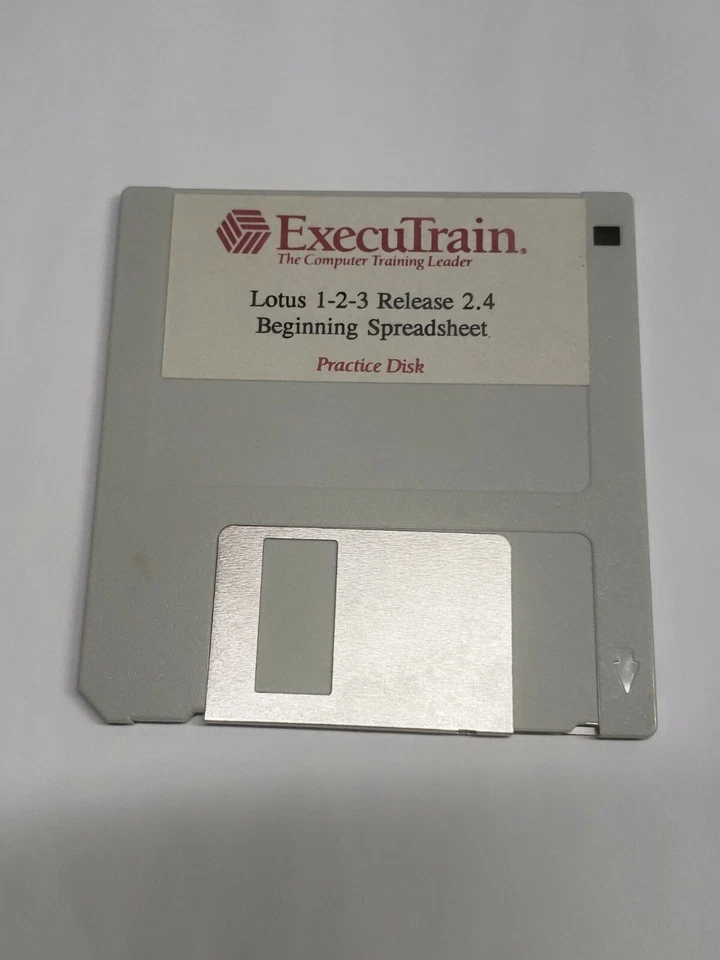 ExecuTrain®
The Computer Training Leader
Lotus 1-2-3 Release 2.4
Beginning Spreadsheet
Practice Disk